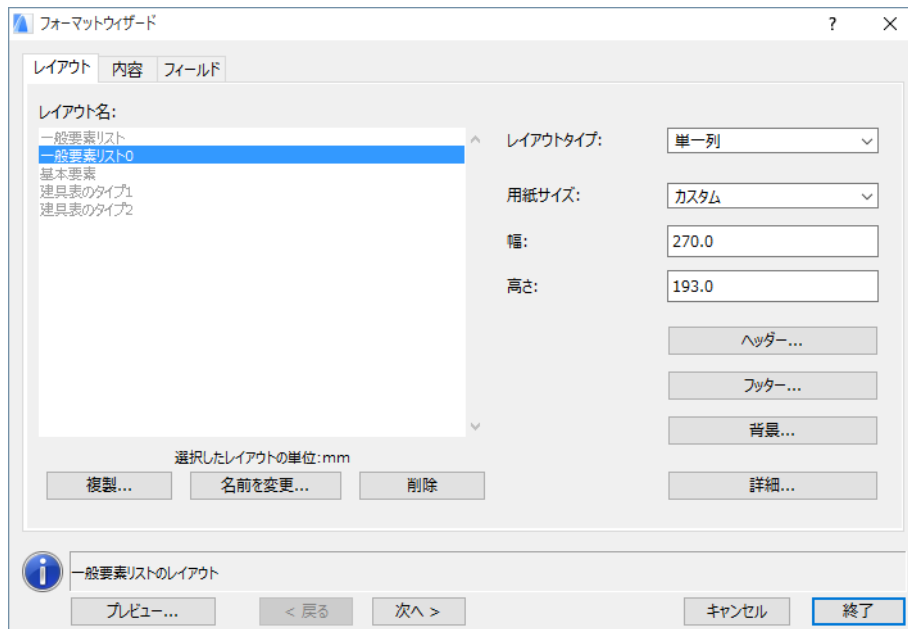 フォーマットウィザード
? ×
レイアウト 内容 フィールド
レイアウト名:
一般要素リスト
一般要素リスト0
基本要素
建具表のタイプ1
建具表のタイプ2
選択したレイアウトの単位:mm
複製... 名前を変更... 削除
レイアウトタイプ: 単一列
用紙サイズ: カスタム
幅: 270.0
高さ: 193.0
ヘッダー...
フッター...
背景...
詳細...
一般要素リストのレイアウト
プレビュー... < 戻る 次へ > キャンセル 終了